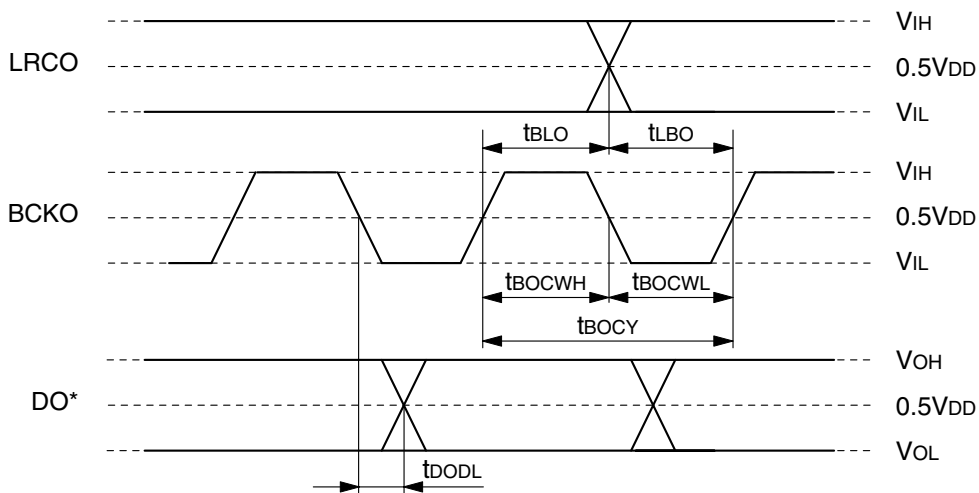 VIH
LRCO 0.5VDD
VIL
tBLO tLBO
VIH
BCKO 0.5VDD
VIL
tBOCWH tBOCWL
tBOCY
VOH
DO* 0.5VDD
VOL
tDODL